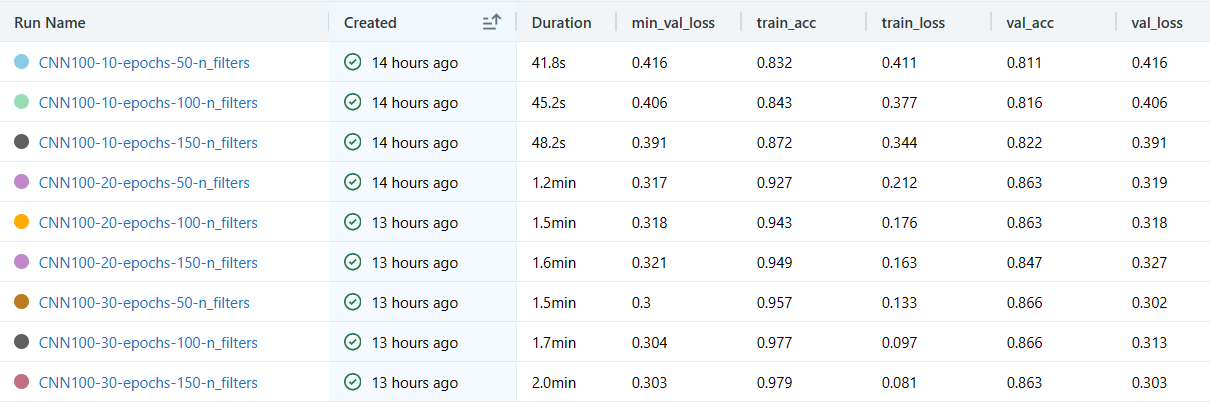 Run Name Created Duration min_val_loss train_acc train_loss val_acc val_loss
CNN100-10-epochs-50-n_filters 14 hours ago 41.8s 0.416 0.832 0.411 0.811 0.416
CNN100-10-epochs-100-n_filters 14 hours ago 45.2s 0.406 0.843 0.377 0.816 0.406
CNN100-10-epochs-150-n_filters 14 hours ago 48.2s 0.391 0.872 0.344 0.822 0.391
CNN100-20-epochs-50-n_filters 14 hours ago 1.2min 0.317 0.927 0.212 0.863 0.319
CNN100-20-epochs-100-n_filters 13 hours ago 1.5min 0.318 0.943 0.176 0.863 0.318
CNN100-20-epochs-150-n_filters 13 hours ago 1.6min 0.321 0.949 0.163 0.847 0.327
CNN100-30-epochs-50-n_filters 13 hours ago 1.5min 0.3 0.957 0.133 0.866 0.302
CNN100-30-epochs-100-n_filters 13 hours ago 1.7min 0.304 0.977 0.097 0.866 0.313
CNN100-30-epochs-150-n_filters 13 hours ago 2.0min 0.303 0.979 0.081 0.863 0.303